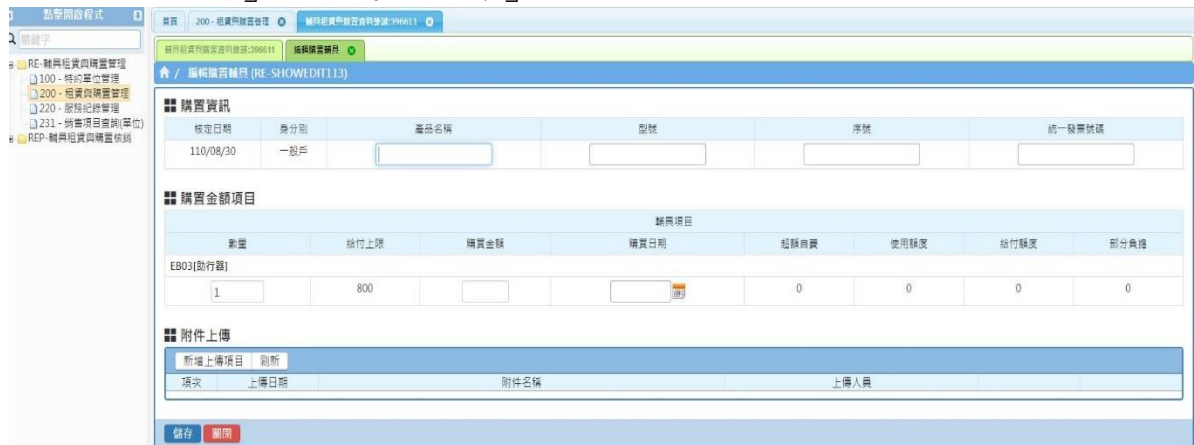 點擊開啟程式
關鍵字
RE-輔具租賃與購置管理
100 - 特約單位管理
200 - 租賃與購置管理
220 - 服務紀錄管理
231 - 銷售項目查詢(單位)
REP-輔具租賃與購置核銷
首頁 200 - 租賃與購置管理 輔具租賃與購置資料登錄:396611
輔具租賃與購置資料登錄:396611 編輯購置輔具
/ 編輯購置輔具 (RE-SHOWEDIT113)
購置資訊
核定日期 身分別 產品名稱 型號 序號 統一發票號碼
110/08/30 一般戶
購置金額項目
輔具項目
數量 給付上限 購買金額 購買日期 超額自費 使用額度 給付額度 部分負擔
EB03[助行器]
1 800 0 0 0 0
附件上傳
新增上傳項目 刷新
項次 上傳日期 附件名稱 上傳人員
儲存 關閉